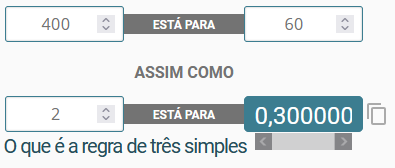 400 ESTÁ PARA 60
ASSIM COMO
2 ESTÁ PARA 0,300000
O que é a regra de três simples